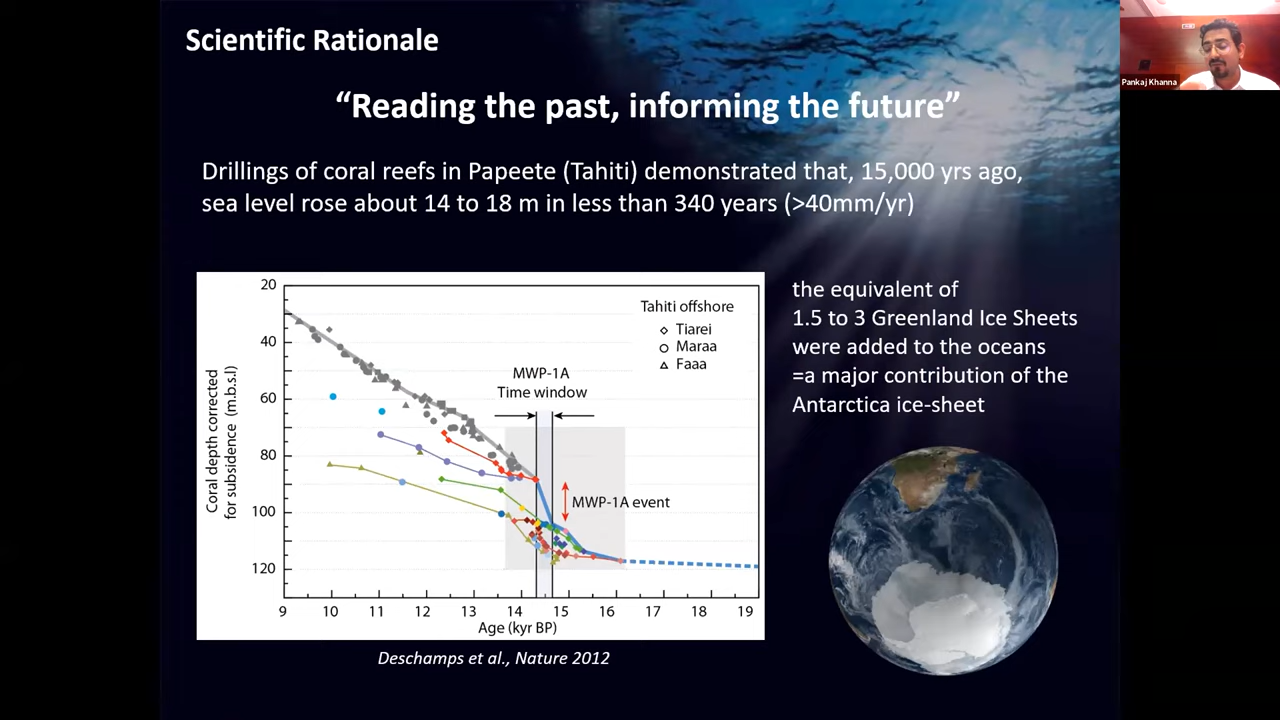 Scientific Rationale
“Reading the past, informing the future”
Drillings of coral reefs in Papeete (Tahiti) demonstrated that, 15,000 yrs ago,
sea level rose about 14 to 18 m in less than 340 years (>40mm/yr)
Pankaj Khanna
20
40
60
80
100
120
Coral depth corrected
for subsidence (m.b.s.l)
Tahiti offshore
Tiarei
Maraa
Faaa
MWP-1A
Time window
MWP-1A event
9 10 11 12 13 14 15 16 17 18 19
Age (kyr BP)
Deschamps et al., Nature 2012
the equivalent of
1.5 to 3 Greenland Ice Sheets
were added to the oceans
=a major contribution of the
Antarctica ice-sheet